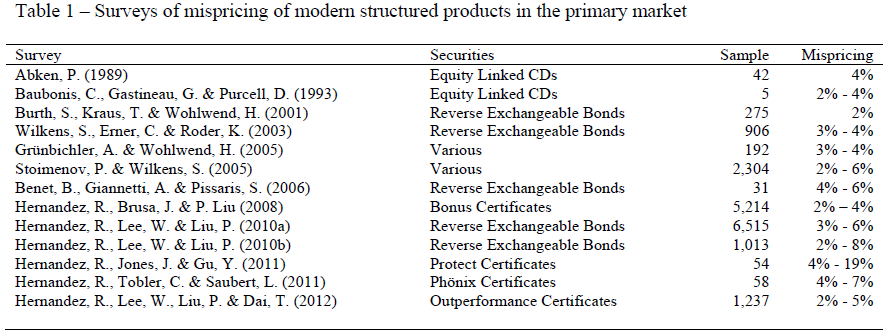 Table 1 – Surveys of mispricing of modern structured products in the primary market
Survey Securities Sample Mispricing
Abken, P. (1989) Equity Linked CDs 42 4%
Baubonis, C., Gastineau, G. & Purcell, D. (1993) Equity Linked CDs 5 2% - 4%
Burth, S., Kraus, T. & Wohlwend, H. (2001) Reverse Exchangeable Bonds 275 2%
Wilkens, S., Erner, C. & Roder, K. (2003) Reverse Exchangeable Bonds 906 3% - 4%
Grünbichler, A. & Wohlwend, H. (2005) Various 192 3% - 4%
Stoimenov, P. & Wilkens, S. (2005) Various 2,304 2% - 6%
Benet, B., Giannetti, A. & Pissaris, S. (2006) Reverse Exchangeable Bonds 31 4% - 6%
Hernandez, R., Brusa, J. & P. Liu (2008) Bonus Certificates 5,214 2% – 4%
Hernandez, R., Lee, W. & Liu, P. (2010a) Reverse Exchangeable Bonds 6,515 3% - 6%
Hernandez, R., Lee, W. & Liu, P. (2010b) Reverse Exchangeable Bonds 1,013 2% - 8%
Hernandez, R., Jones, J. & Gu, Y. (2011) Protect Certificates 54 4% - 19%
Hernandez, R., Tobler, C. & Saubert, L. (2011) Phönix Certificates 58 4% - 7%
Hernandez, R., Lee, W., Liu, P. & Dai, T. (2012) Outperformance Certificates 1,237 2% - 5%